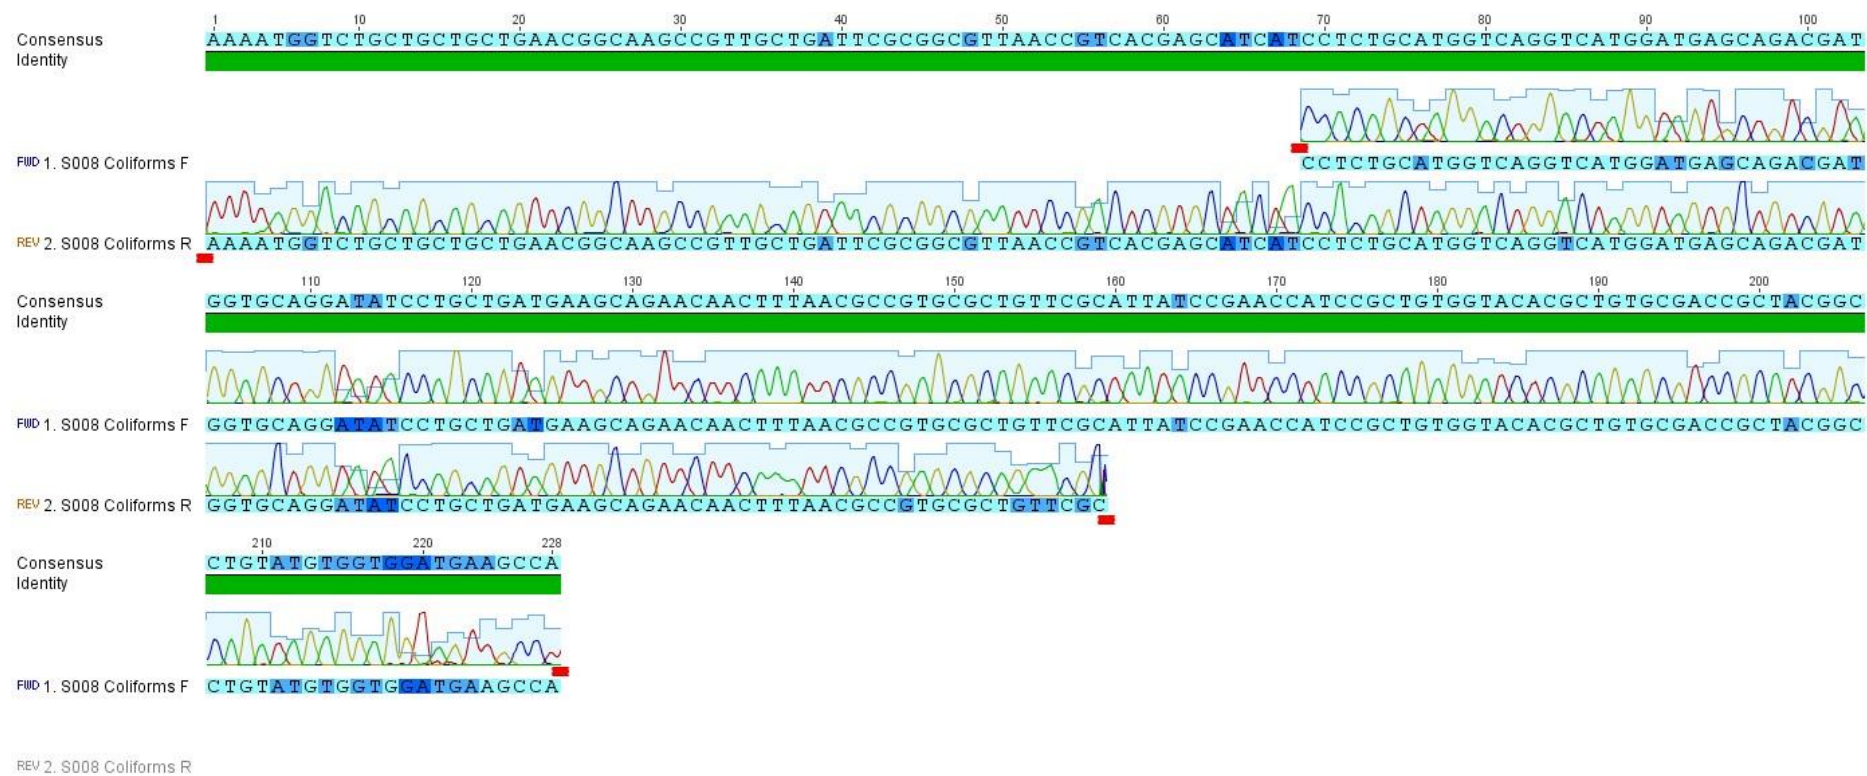 1 10 20 30 40 50 60 70 80 90 100
Consensus AAAATGGTCTGCTGCTGCTGAACGGCAAGCCGTTGCTGATTCGCGGCGTTAACCGTCACGAGCATCATCCTCTGCATGGTCAGGTCATGGATGAGCAGACGAT
Identity
FWD 1. S008 Coliforms F CCTCTGCATGGTCAGGTCATGGATGAGCAGACGAT
REV 2. S008 Coliforms R AAAATGGTCTGCTGCTGCTGAACGGCAAGCCGTTGCTGATTCGCGGCGTTAACCGTCACGAGCATCATCCTCTGCATGGTCAGGTCATGGATGAGCAGACGAT
110 120 130 140 150 160 170 180 190 200
Consensus GGTGCAGGATATCCTGCTGATGAAGCAGAACAACTTTAACGCCGTGCGCTGTTCGCATTATCCGAACCATCCGCTGTGGTACACGCTGTGCGACCGCTACGGC
Identity
FWD 1. S008 Coliforms F GGTGCAGGATATCCTGCTGATGAAGCAGAACAACTTTAACGCCGTGCGCTGTTCGCATTATCCGAACCATCCGCTGTGGTACACGCTGTGCGACCGCTACGGC
REV 2. S008 Coliforms R GGTGCAGGATATCCTGCTGATGAAGCAGAACAACTTTAACGCCGTGCGCTGTTCGC
210 220 228
Consensus CTGTATGTGGTGGATGAAGCCA
Identity
FWD 1. S008 Coliforms F CTGTATGTGGTGGATGAAGCCA
REV 2. S008 Coliforms R